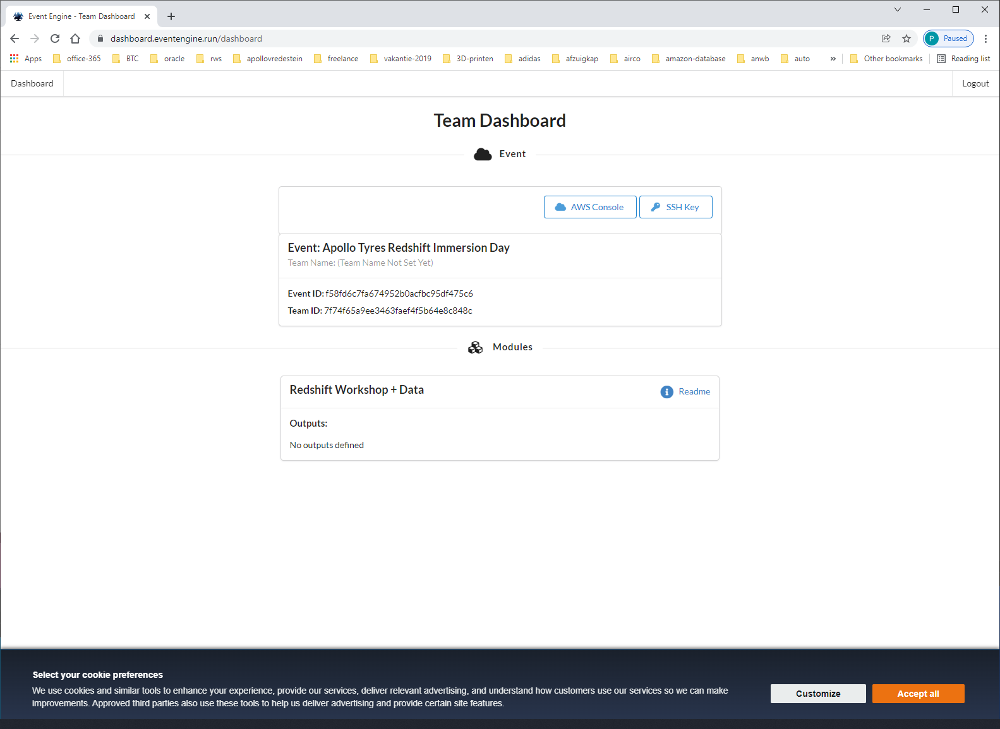 Event Engine - Team Dashboard
dashboard.eventengine.run/dashboard
P Paused
Apps office-365 BTC oracle rws apollovredestein freelance vakantie-2019 3D-printen adidas afzuigkap airco amazon-database anwb auto » Other bookmarks Reading list
Dashboard Logout
Team Dashboard
Event
AWS Console SSH Key
Event: Apollo Tyres Redshift Immersion Day
Team Name: (Team Name Not Set Yet)
Event ID: f58fd6c7fa674952b0acfbc95df475c6
Team ID: 7f74f65a9ee3463faef4f5b64e8c848c
Modules
Redshift Workshop + Data Readme
Outputs:
No outputs defined
Select your cookie preferences
We use cookies and similar tools to enhance your experience, provide our services, deliver relevant advertising, and understand how customers use our services so we can make
improvements. Approved third parties also use these tools to help us deliver advertising and provide certain site features.
Customize Accept all